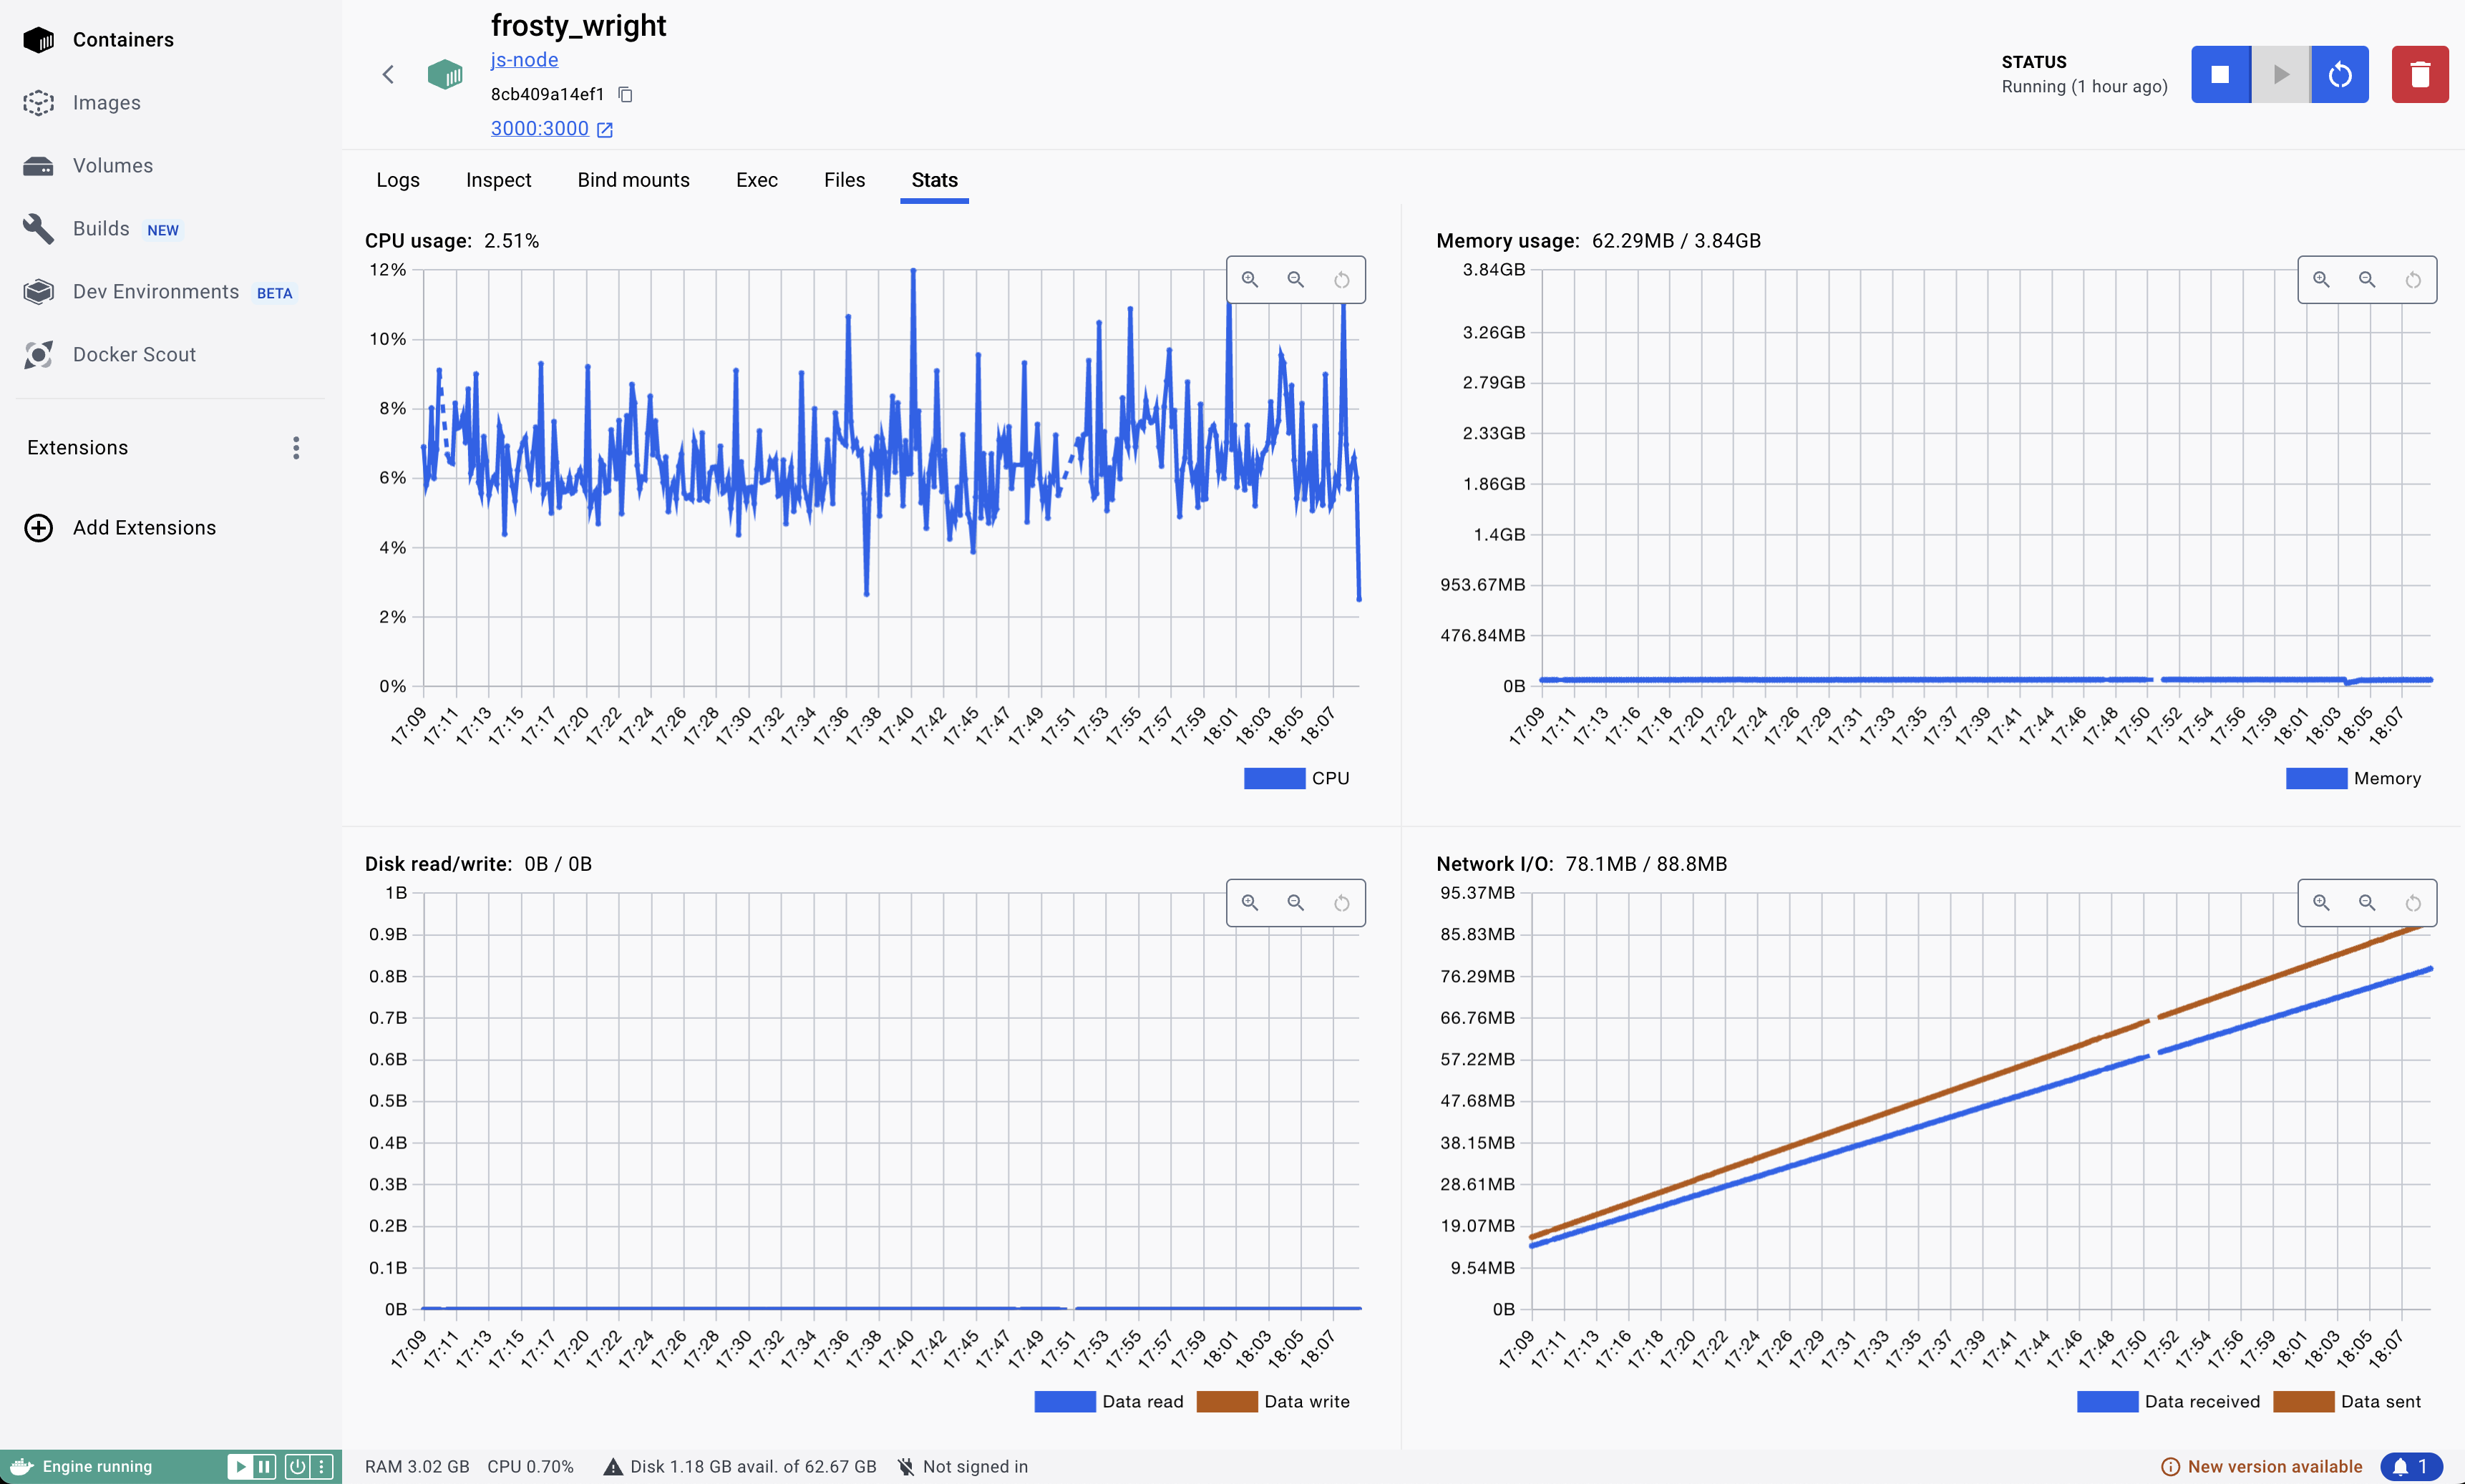 Containers
Images
Volumes
Builds NEW
Dev Environments BETA
Docker Scout
Extensions
Add Extensions
frosty_wright
js-node
8cb409a14ef1
3000:3000
STATUS
Running (1 hour ago)
Logs Inspect Bind mounts Exec Files Stats
CPU usage: 2.51%
12%
10%
8%
6%
4%
2%
0%
17:09 17:11 17:13 17:15 17:17 17:20 17:22 17:24 17:26 17:28 17:30 17:32 17:34 17:36 17:38 17:40 17:42 17:45 17:47 17:49 17:51 17:53 17:55 17:57 17:59 18:01 18:03 18:05 18:07
CPU
Memory usage: 62.29MB / 3.84GB
3.84GB
3.26GB
2.79GB
2.33GB
1.86GB
1.4GB
953.67MB
476.84MB
0B
17:09 17:11 17:13 17:16 17:18 17:20 17:22 17:24 17:26 17:29 17:31 17:33 17:35 17:37 17:39 17:41 17:44 17:46 17:48 17:50 17:52 17:54 17:56 17:59 18:01 18:03 18:05 18:07
Memory
Disk read/write: 0B / 0B
1B
0.9B
0.8B
0.7B
0.6B
0.5B
0.4B
0.3B
0.2B
0.1B
0B
17:09 17:11 17:13 17:15 17:17 17:20 17:22 17:24 17:26 17:28 17:30 17:32 17:34 17:36 17:38 17:40 17:42 17:45 17:47 17:49 17:51 17:53 17:55 17:57 17:59 18:01 18:03 18:05 18:07
Data read Data write
Network I/O: 78.1MB / 88.8MB
95.37MB
85.83MB
76.29MB
66.76MB
57.22MB
47.68MB
38.15MB
28.61MB
19.07MB
9.54MB
0B
17:09 17:11 17:13 17:16 17:18 17:20 17:22 17:24 17:26 17:29 17:31 17:33 17:35 17:37 17:39 17:41 17:44 17:46 17:48 17:50 17:52 17:54 17:56 17:59 18:01 18:03 18:05 18:07
Data received Data sent
Engine running
RAM 3.02 GB CPU 0.70% Disk 1.18 GB avail. of 62.67 GB Not signed in
New version available 1